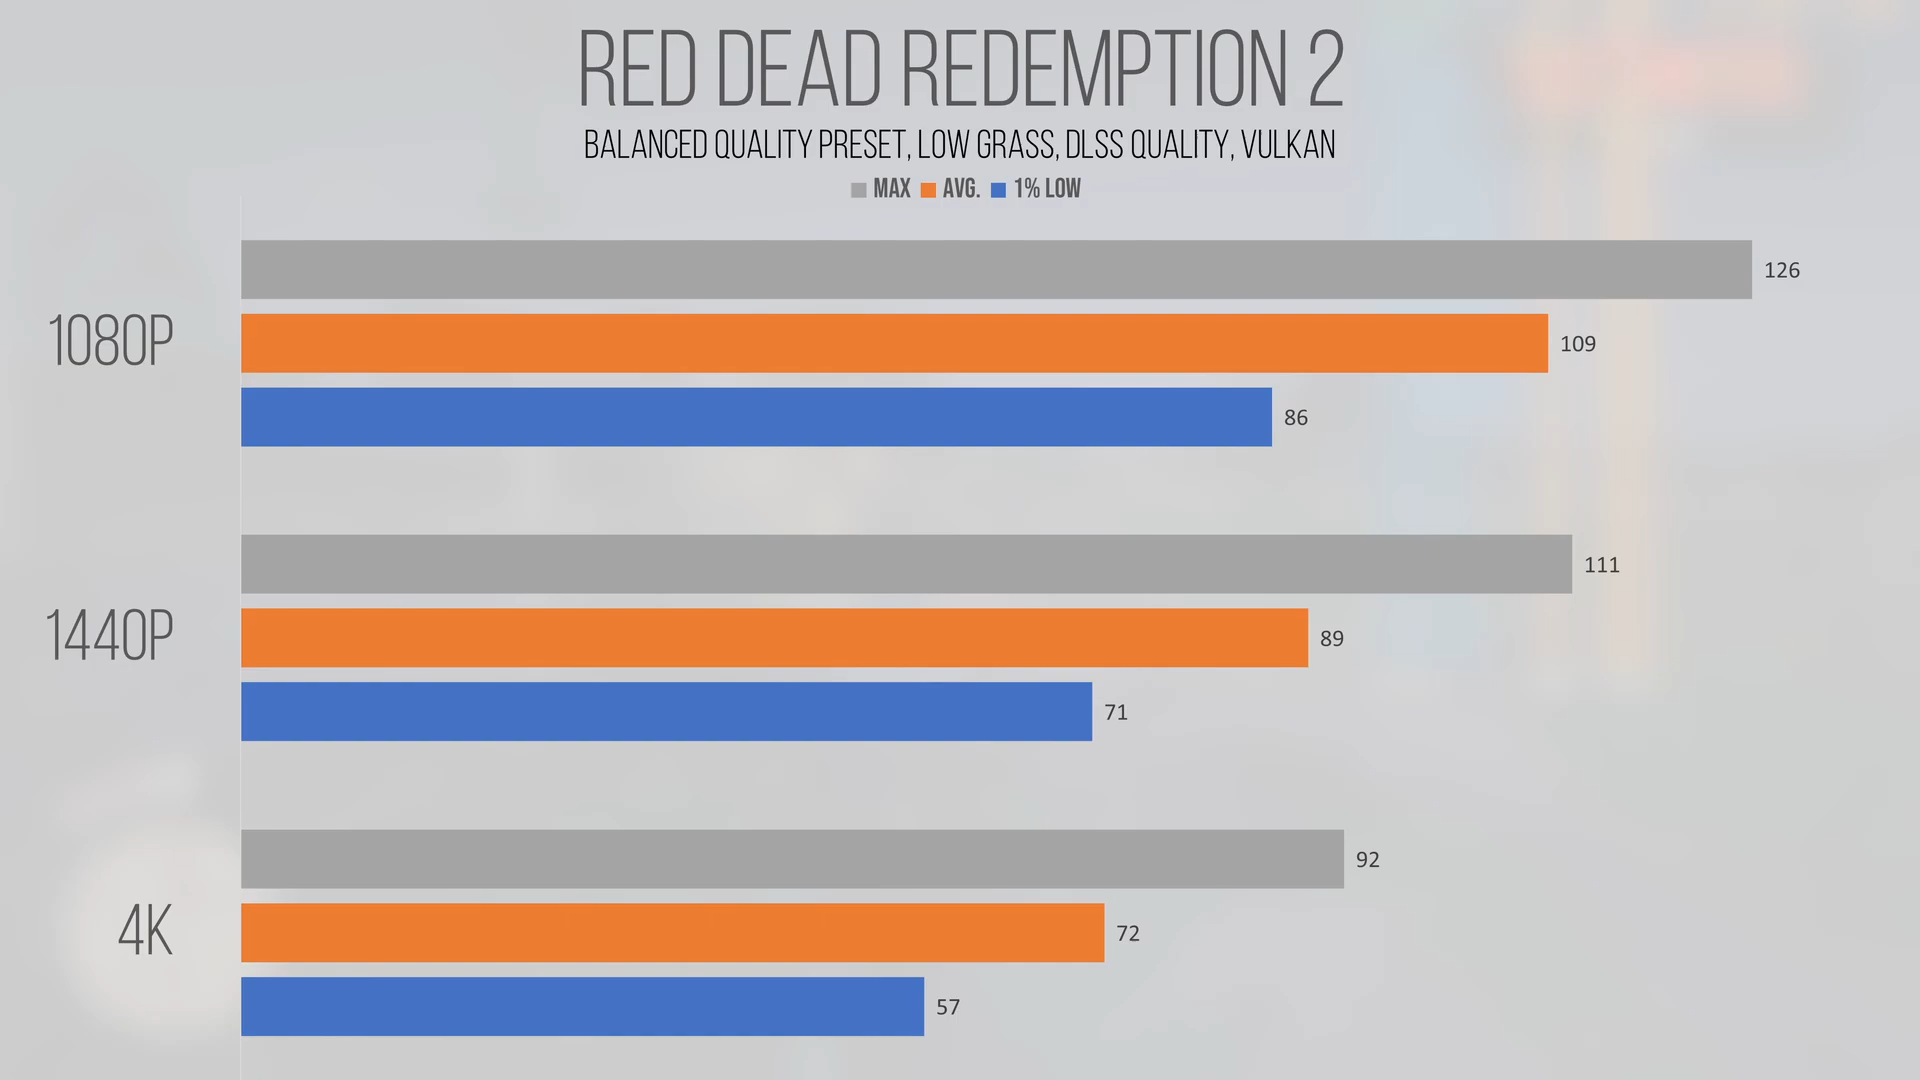 RED DEAD REDEMPTION 2
BALANCED QUALITY PRESET, LOW GRASS, DLSS QUALITY, VULKAN
MAX AVG. 1% LOW
126
1080P
109
86
111
1440P
89
71
92
4K
72
57